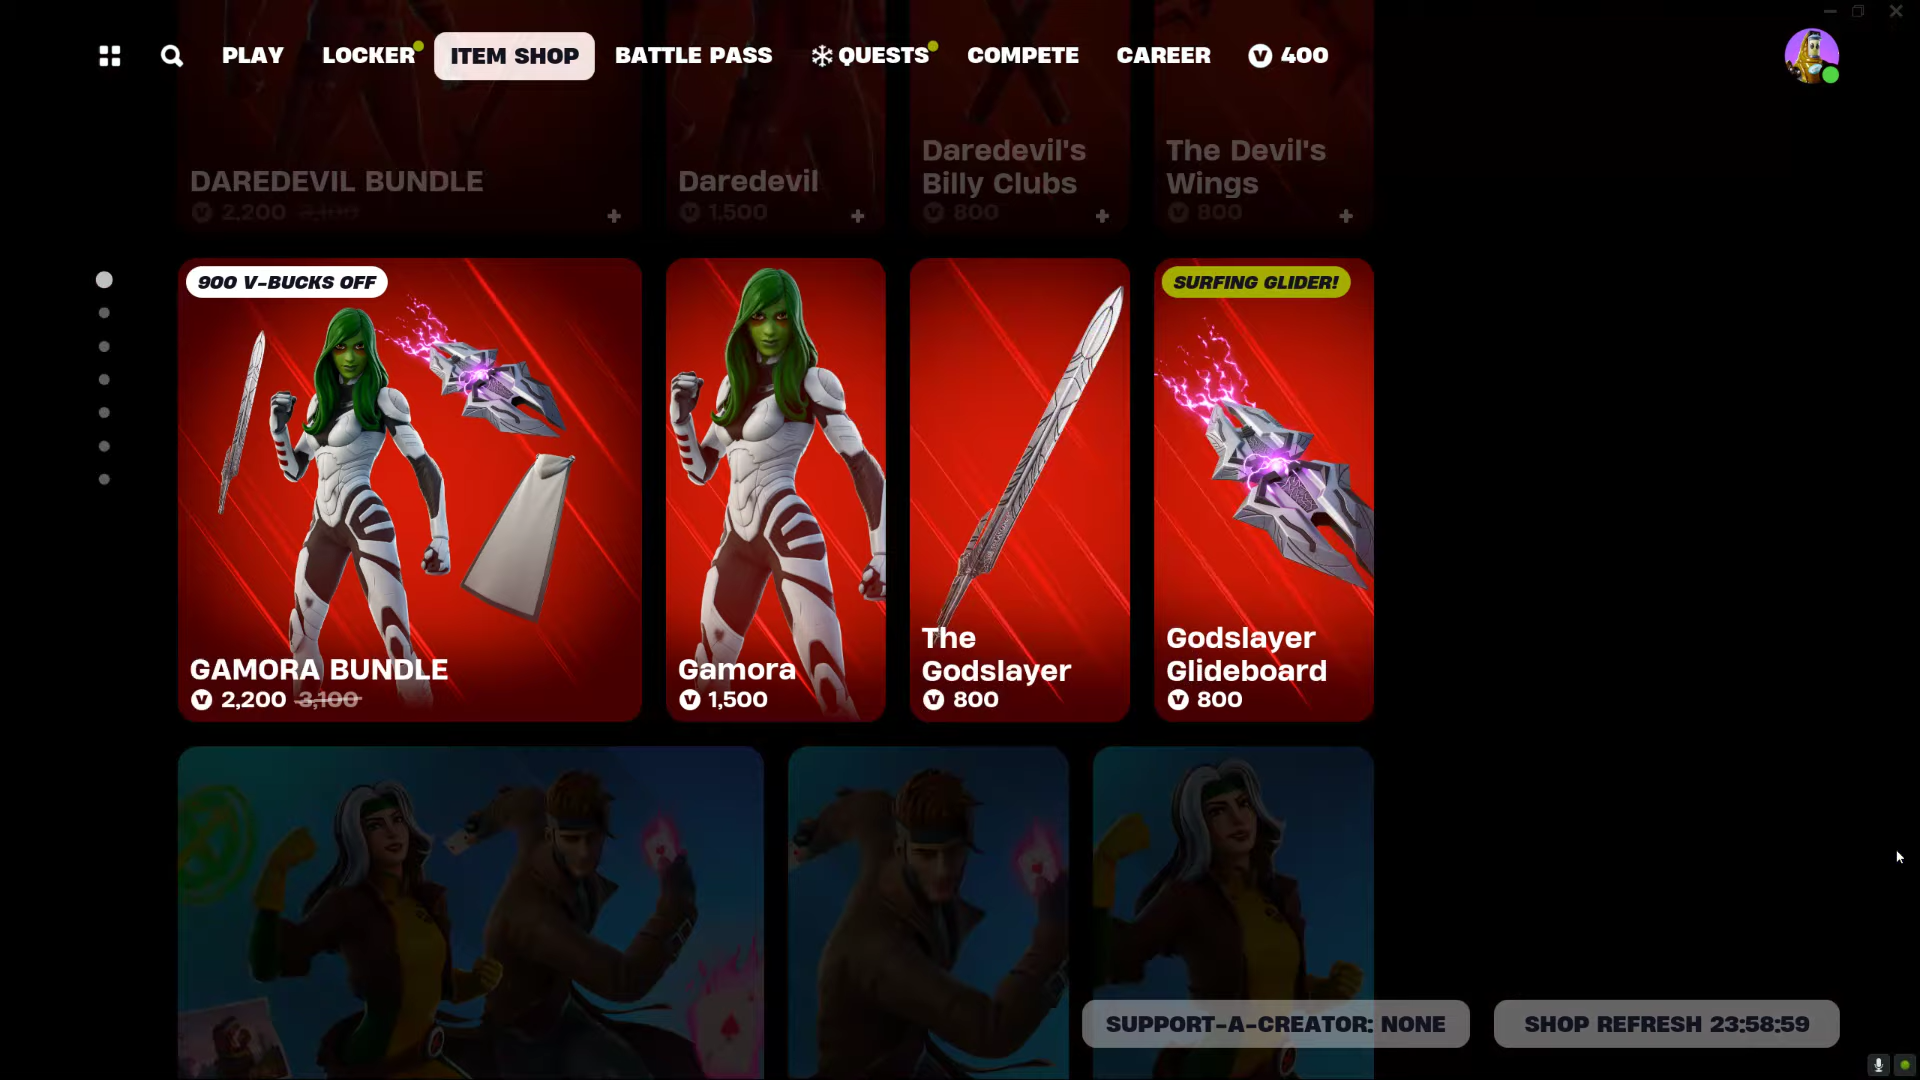 PLAY
LOCKER
ITEM SHOP
BATTLE PASS
QUESTS
COMPETE
CAREER
400
DAREDEVIL BUNDLE
2,200 3,100
Daredevil
1,500
Daredevil's
Billy Clubs
800
The Devil's
Wings
800
900 V-BUCKS OFF
GAMORA BUNDLE
2,200 3,100
Gamora
1,500
The
Godslayer
800
SURFING GLIDER!
Godslayer
Glideboard
800
SUPPORT-A-CREATOR: NONE
SHOP REFRESH 23:58:59